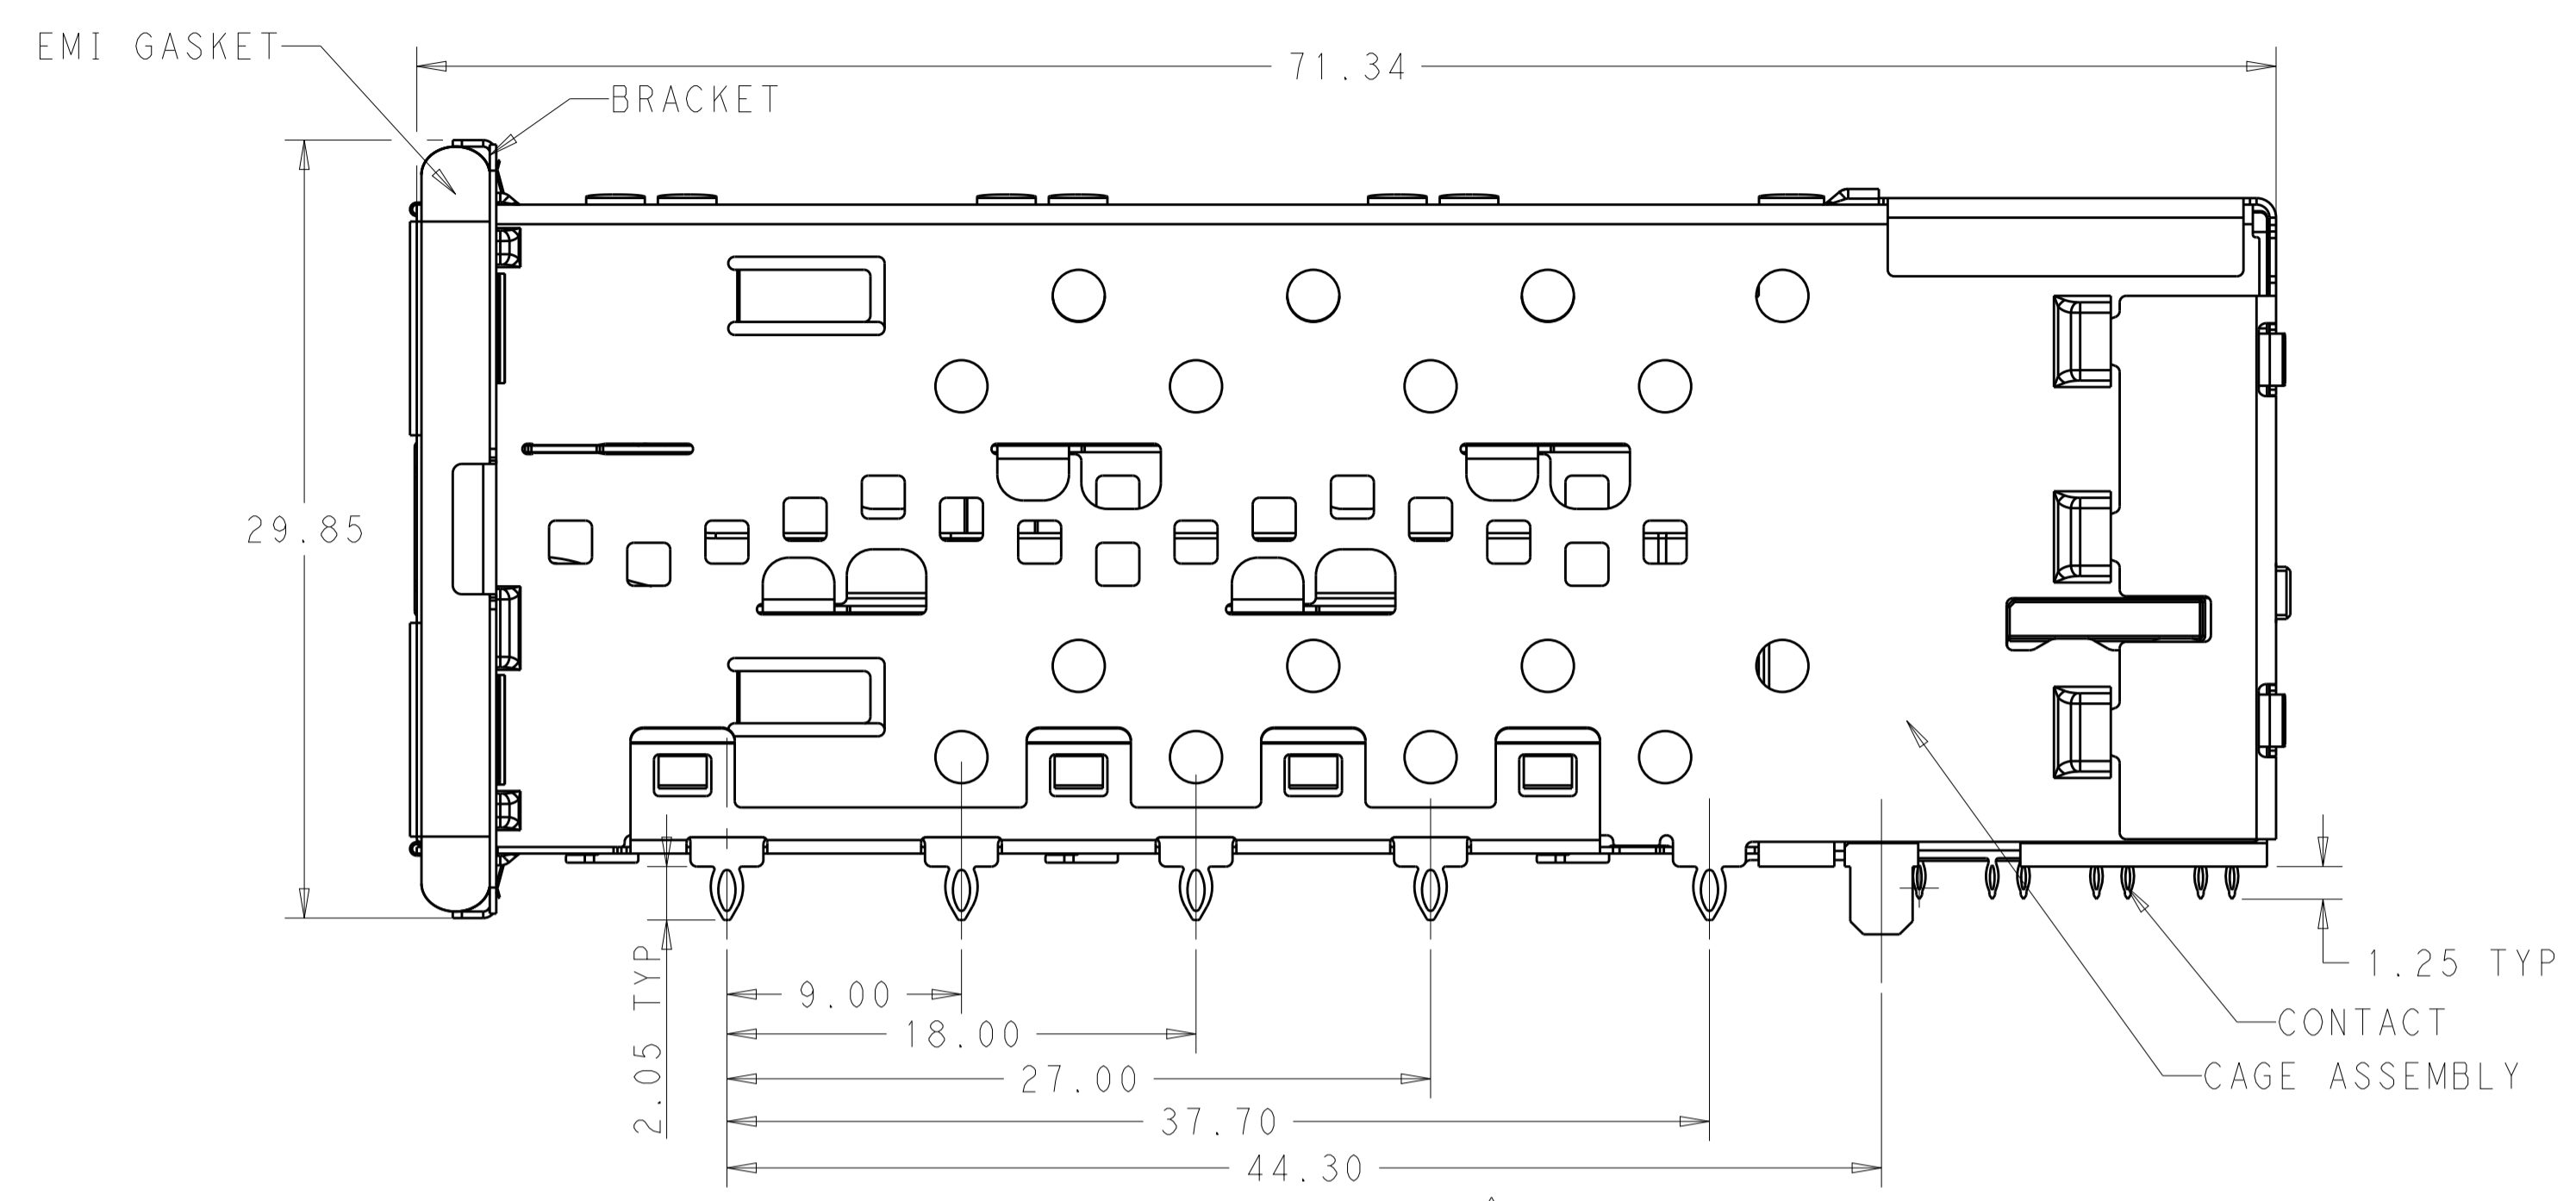 EMI GASKET
71.34
BRACKET
29.85
2.05 TYP
9.00
18.00
27.00
37.70
44.30
1.25 TYP
CONTACT
CAGE ASSEMBLY